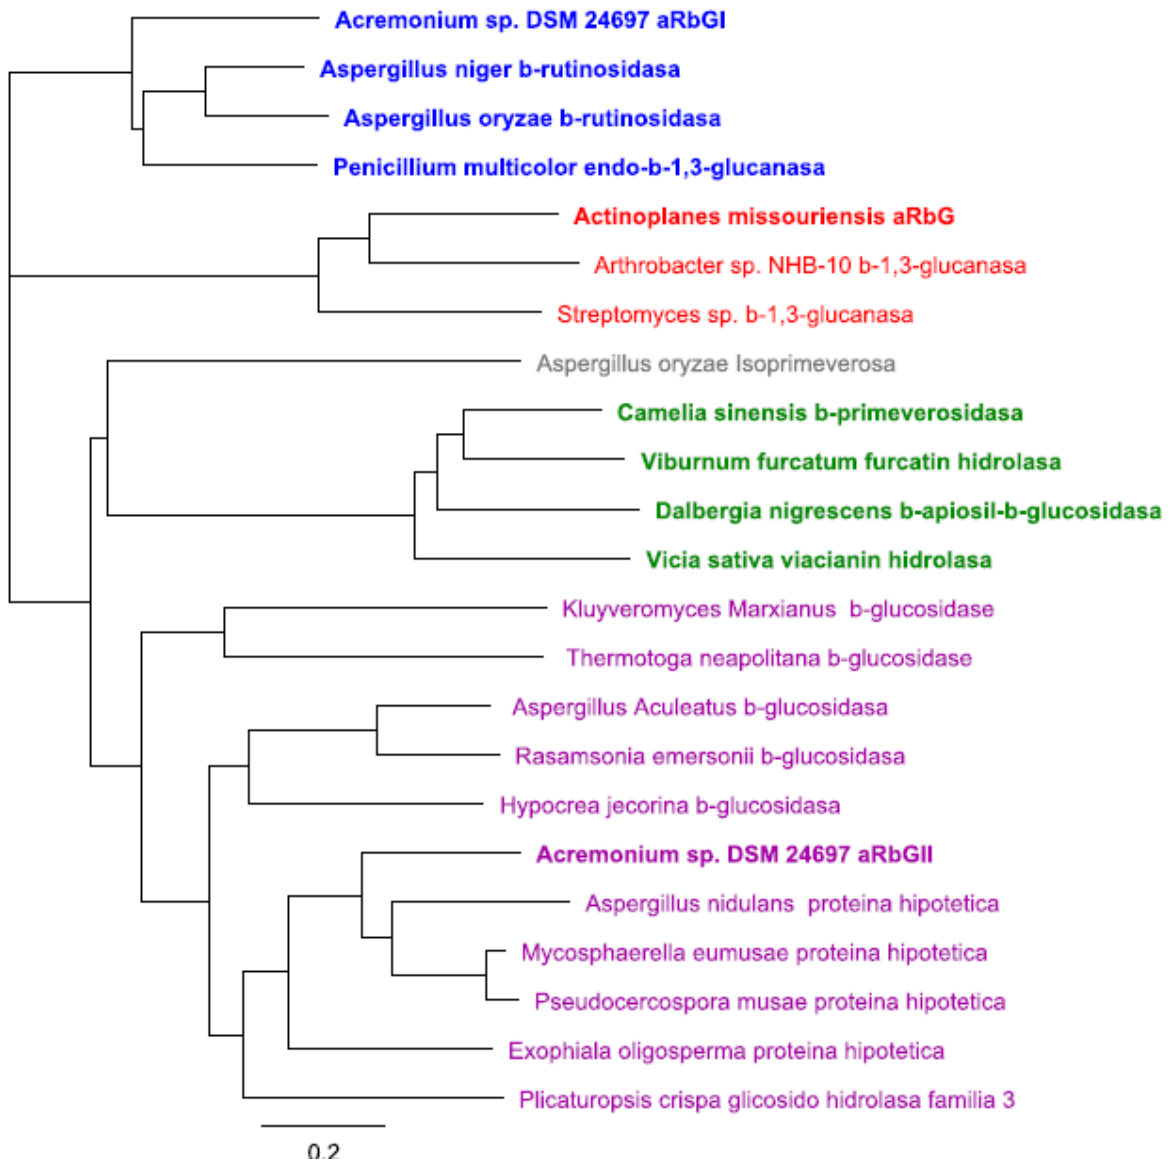 Acremonium sp. DSM 24697 aRbGI
Aspergillus niger b-rutinosidasa
Aspergillus oryzae b-rutinosidasa
Penicillium multicolor endo-b-1,3-glucanasa
Actinoplanes missouriensis aRbG
Arthrobacter sp. NHB-10 b-1,3-glucanasa
Streptomyces sp. b-1,3-glucanasa
Aspergillus oryzae Isoprimeverosa
Camelia sinensis b-primeverosidasa
Viburnum furcatum furcatin hidrolasa
Dalbergia nigrescens b-apiosil-b-glucosidasa
Vicia sativa viacianin hidrolasa
Kluyveromyces Marxianus  b-glucosidase
Thermotoga neapolitana b-glucosidase
Aspergillus Aculeatus b-glucosidasa
Rasamsonia emersonii b-glucosidasa
Hypocrea jecorina b-glucosidasa
Acremonium sp. DSM 24697 aRbGII
Aspergillus nidulans  proteina hipotetica
Mycosphaerella eumusae proteina hipotetica
Pseudocercospora musae proteina hipotetica
Exophiala oligosperma proteina hipotetica
Plicaturopsis crispa glicosido hidrolasa familia 3
0.2